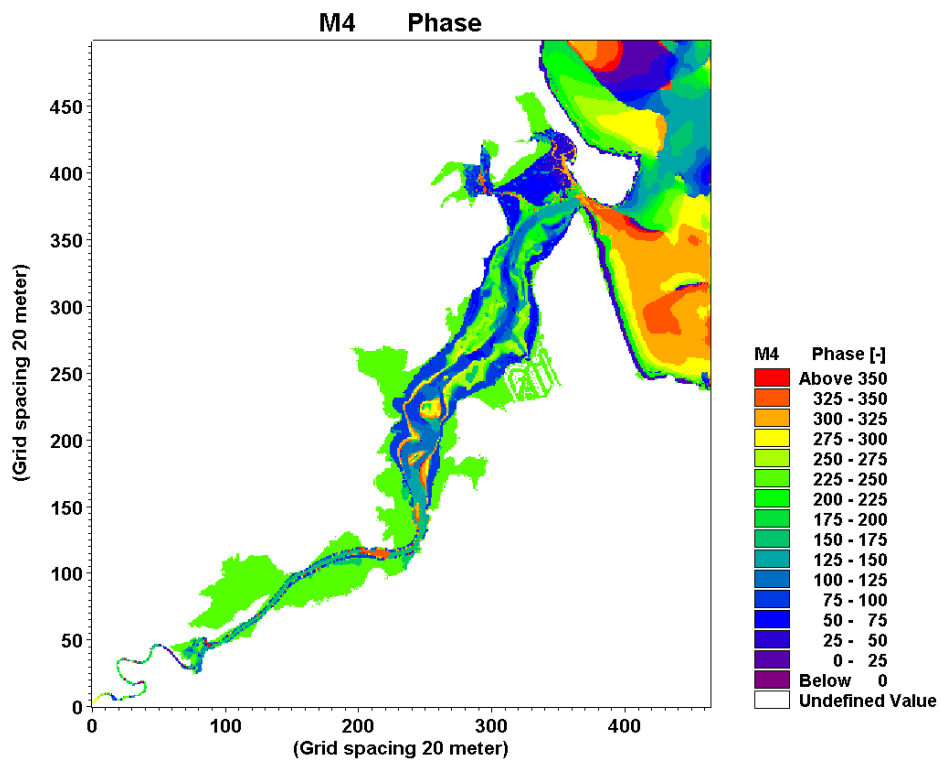 M4 Phase
450
400
350
300
250
200
150
100
50
0
(Grid spacing 20 meter)
0 100 200 300 400
(Grid spacing 20 meter)
M4 Phase [-]
Above 350
325 - 350
300 - 325
275 - 300
250 - 275
225 - 250
200 - 225
175 - 200
150 - 175
125 - 150
100 - 125
75 - 100
50 - 75
25 - 50
0 - 25
Below 0
Undefined Value